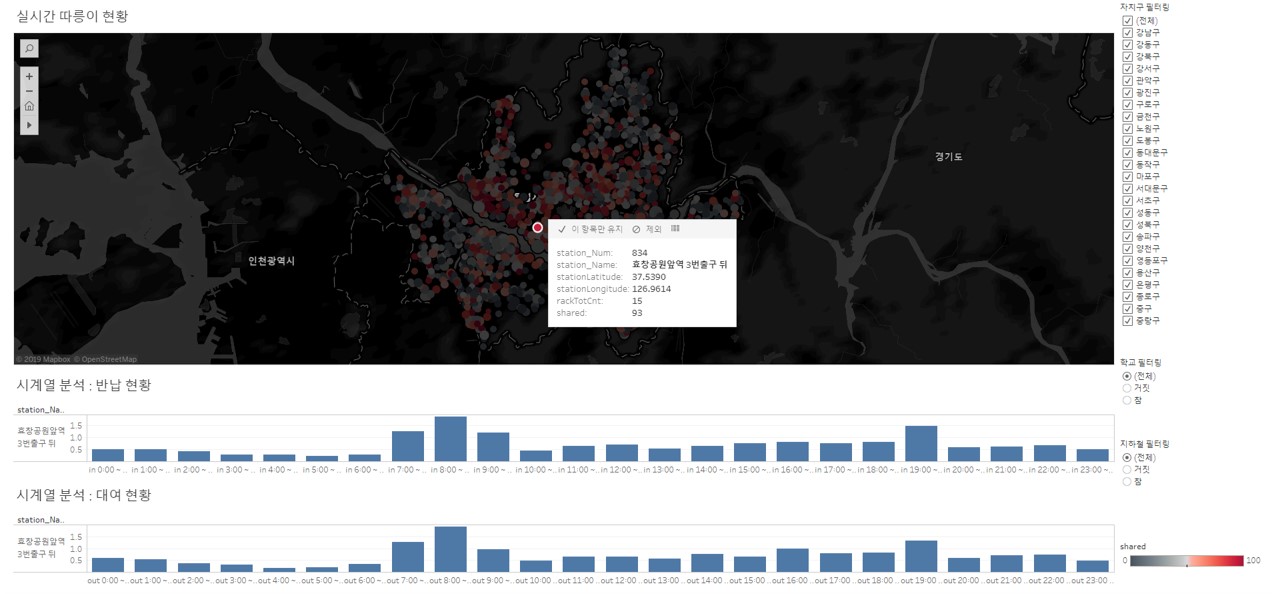 실시간 따릉이 현황
경기도
인천광역시
이 항목만 유지 제외
station_Num: 834
station_Name: 효창공원앞역 3번출구 뒤
stationLatitude: 37.5390
stationLongitude: 126.9614
rackTotCnt: 15
shared: 93
© 2019 Mapbox © OpenStreetMap
시계열 분석 : 반납 현황
station_Na..
효창공원앞역
3번출구 뒤
1.5
1.0
0.5
in 0:00 ~ .. in 1:00 ~ .. in 2:00 ~ .. in 3:00 ~ .. in 4:00 ~ .. in 5:00 ~ .. in 6:00 ~ .. in 7:00 ~ .. in 8:00 ~ .. in 9:00 ~ .. in 10:00 ~.. in 11:00 ~.. in 12:00 ~.. in 13:00 ~.. in 14:00 ~.. in 15:00 ~.. in 16:00 ~.. in 17:00 ~.. in 18:00 ~.. in 19:00 ~.. in 20:00 ~.. in 21:00 ~.. in 22:00 ~.. in 23:00 ~..
시계열 분석 : 대여 현황
station_Na..
효창공원앞역
3번출구 뒤
1.5
1.0
0.5
out 0:00 ~.. out 1:00 ~.. out 2:00 ~.. out 3:00 ~.. out 4:00 ~.. out 5:00 ~.. out 6:00 ~.. out 7:00 ~.. out 8:00 ~.. out 9:00 ~.. out 10:00 .. out 11:00 .. out 12:00 .. out 13:00 .. out 14:00 .. out 15:00 .. out 16:00 .. out 17:00 .. out 18:00 .. out 19:00 .. out 20:00 .. out 21:00 .. out 22:00 .. out 23:00 ..
자치구 필터링
(전체)
강남구
강동구
강북구
강서구
관악구
광진구
구로구
금천구
노원구
도봉구
동대문구
동작구
마포구
서대문구
서초구
성동구
성북구
송파구
양천구
영등포구
용산구
은평구
종로구
중구
중랑구
학교 필터링
(전체)
거짓
참
지하철 필터링
(전체)
거짓
참
shared
0 100